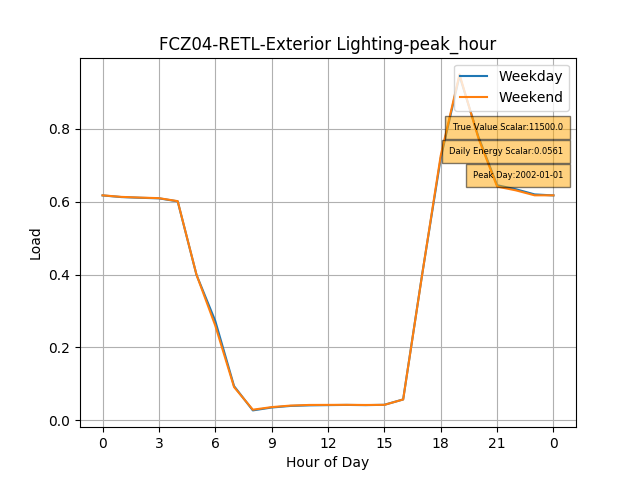 FCZ04-RETL-Exterior Lighting-peak_hour
Weekday
Weekend
True Value Scalar:11500.0
Daily Energy Scalar:0.0561
Peak Day:2002-01-01
Load
0.8
0.6
0.4
0.2
0.0
0 3 6 9 12 15 18 21 0
Hour of Day